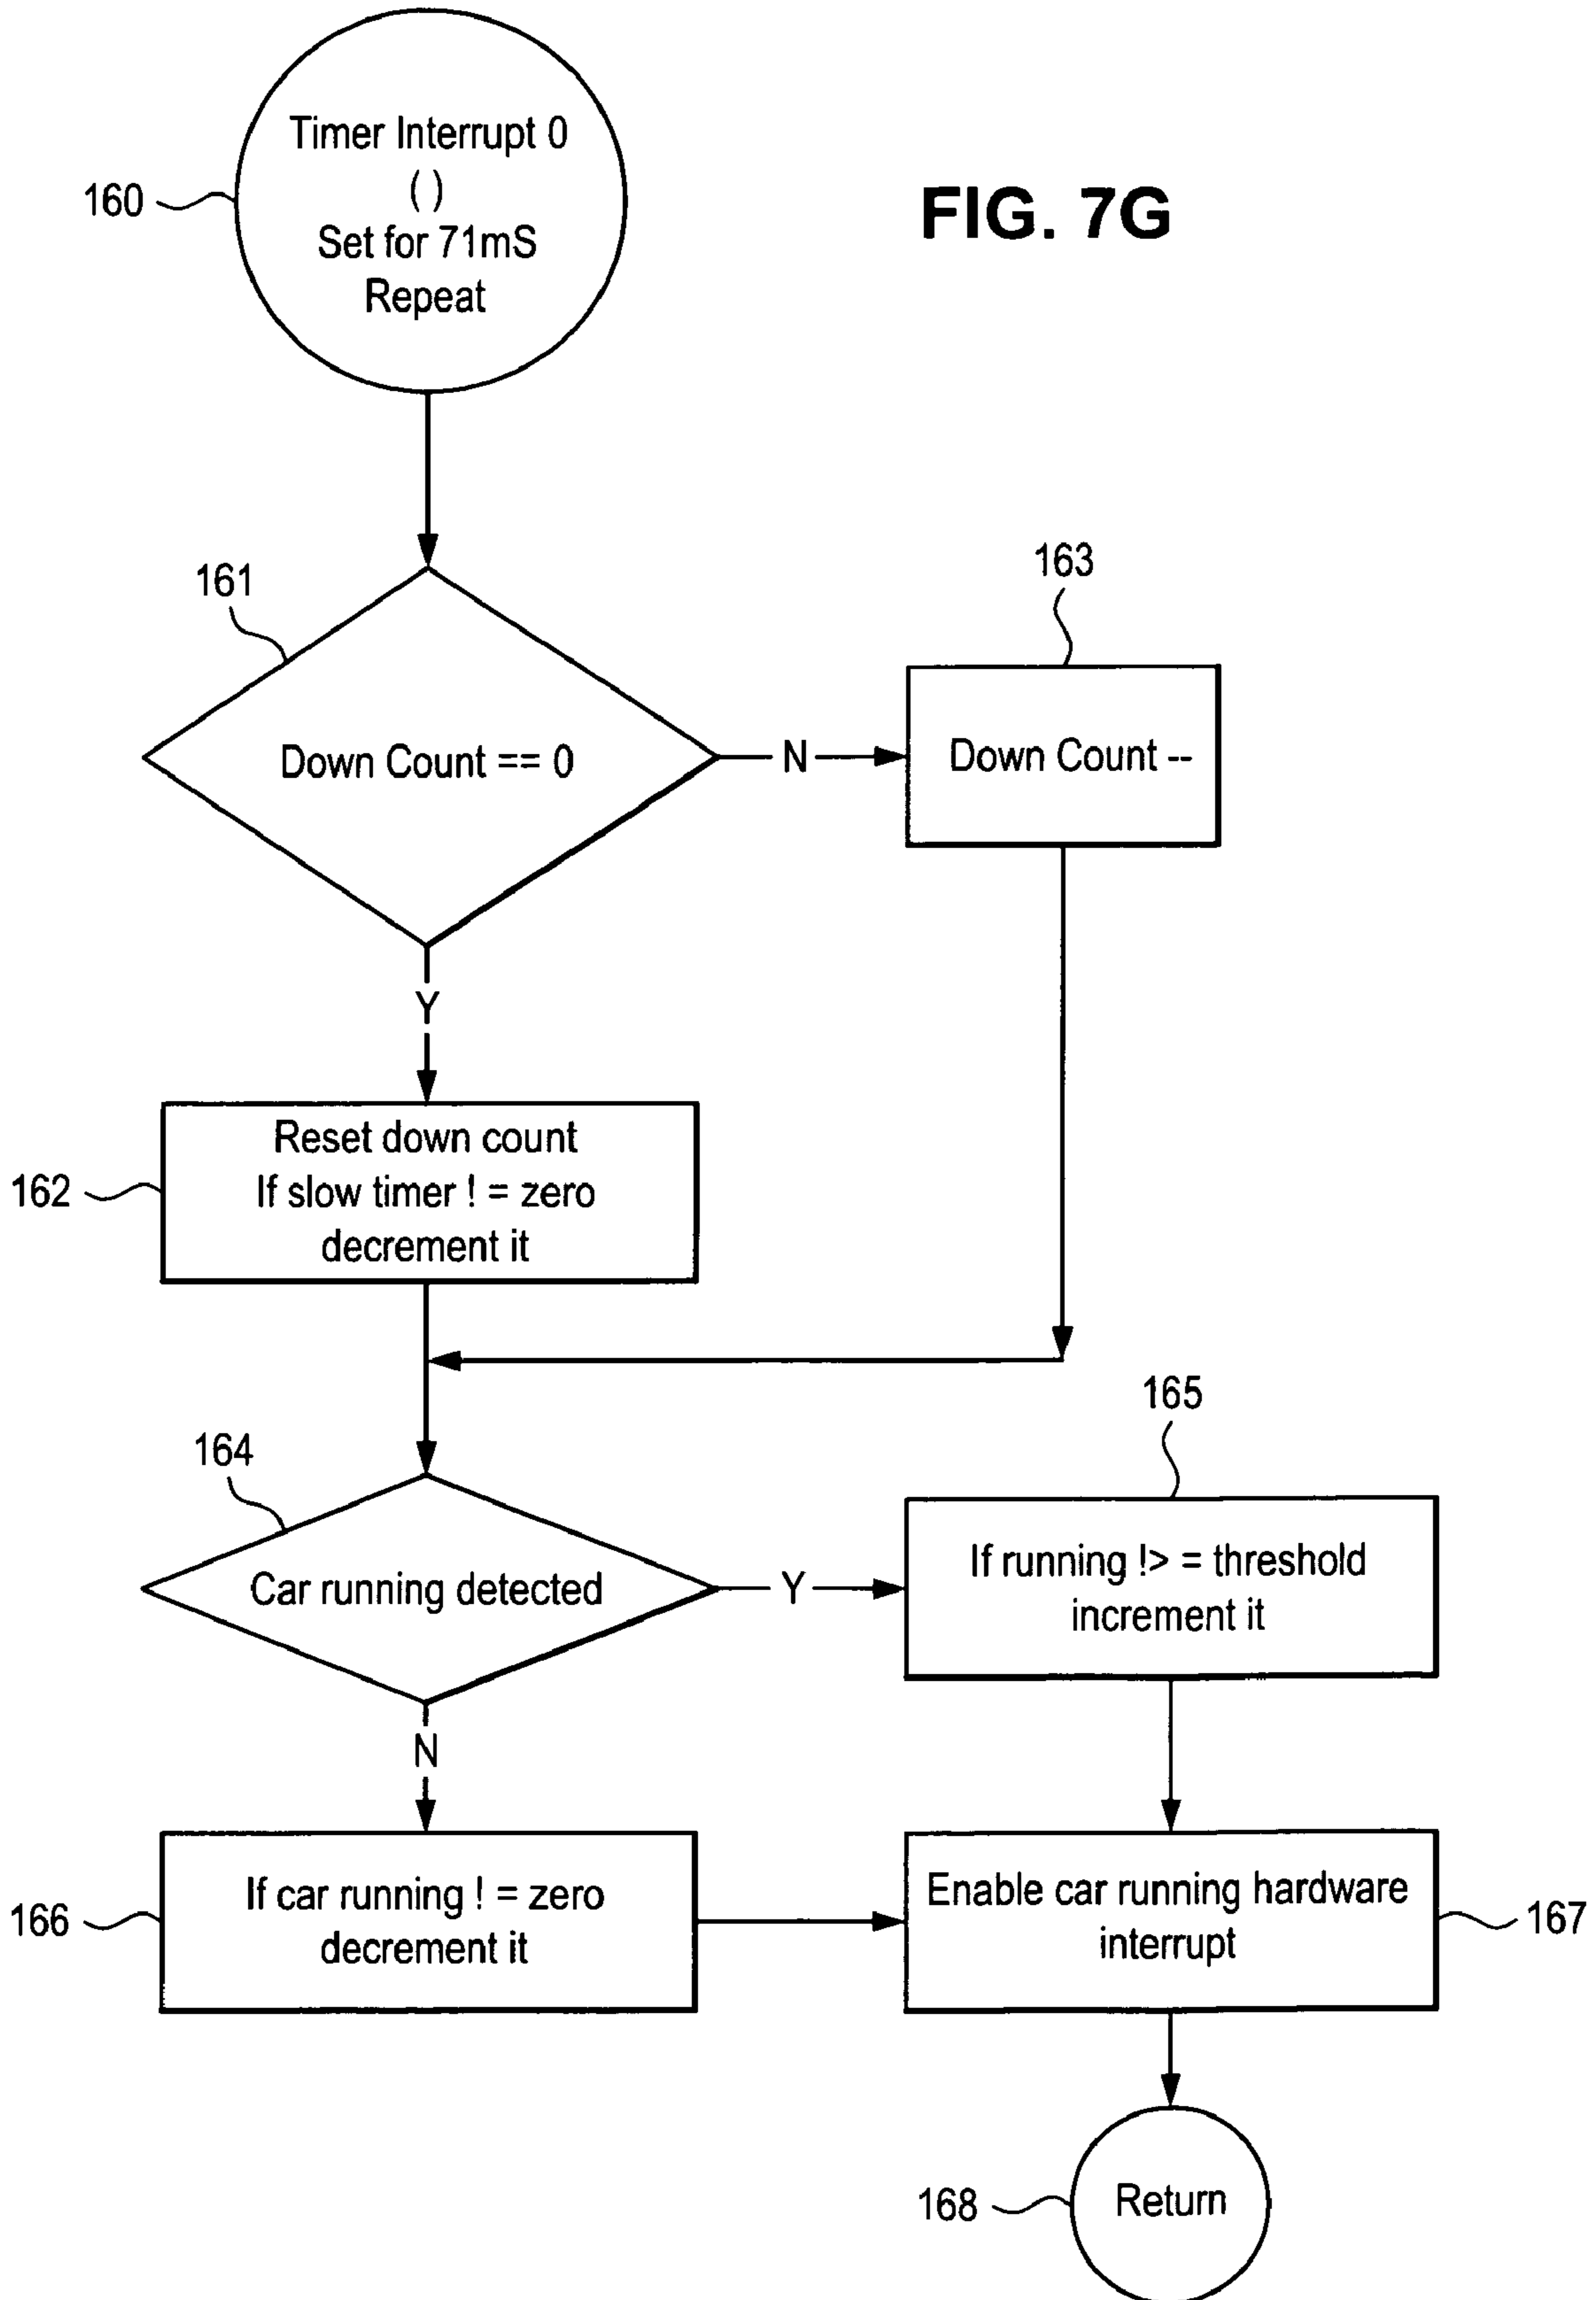 Timer Interrupt 0
( )
Set for 71mS
Repeat
160
FIG. 7G
161
Down Count == 0
N
163
Down Count --
Y
Reset down count
If slow timer ! = zero
decrement it
162
164
Car running detected
Y
165
If running !> = threshold
increment it
N
If car running ! = zero
decrement it
166
Enable car running hardware
interrupt
167
Return
168